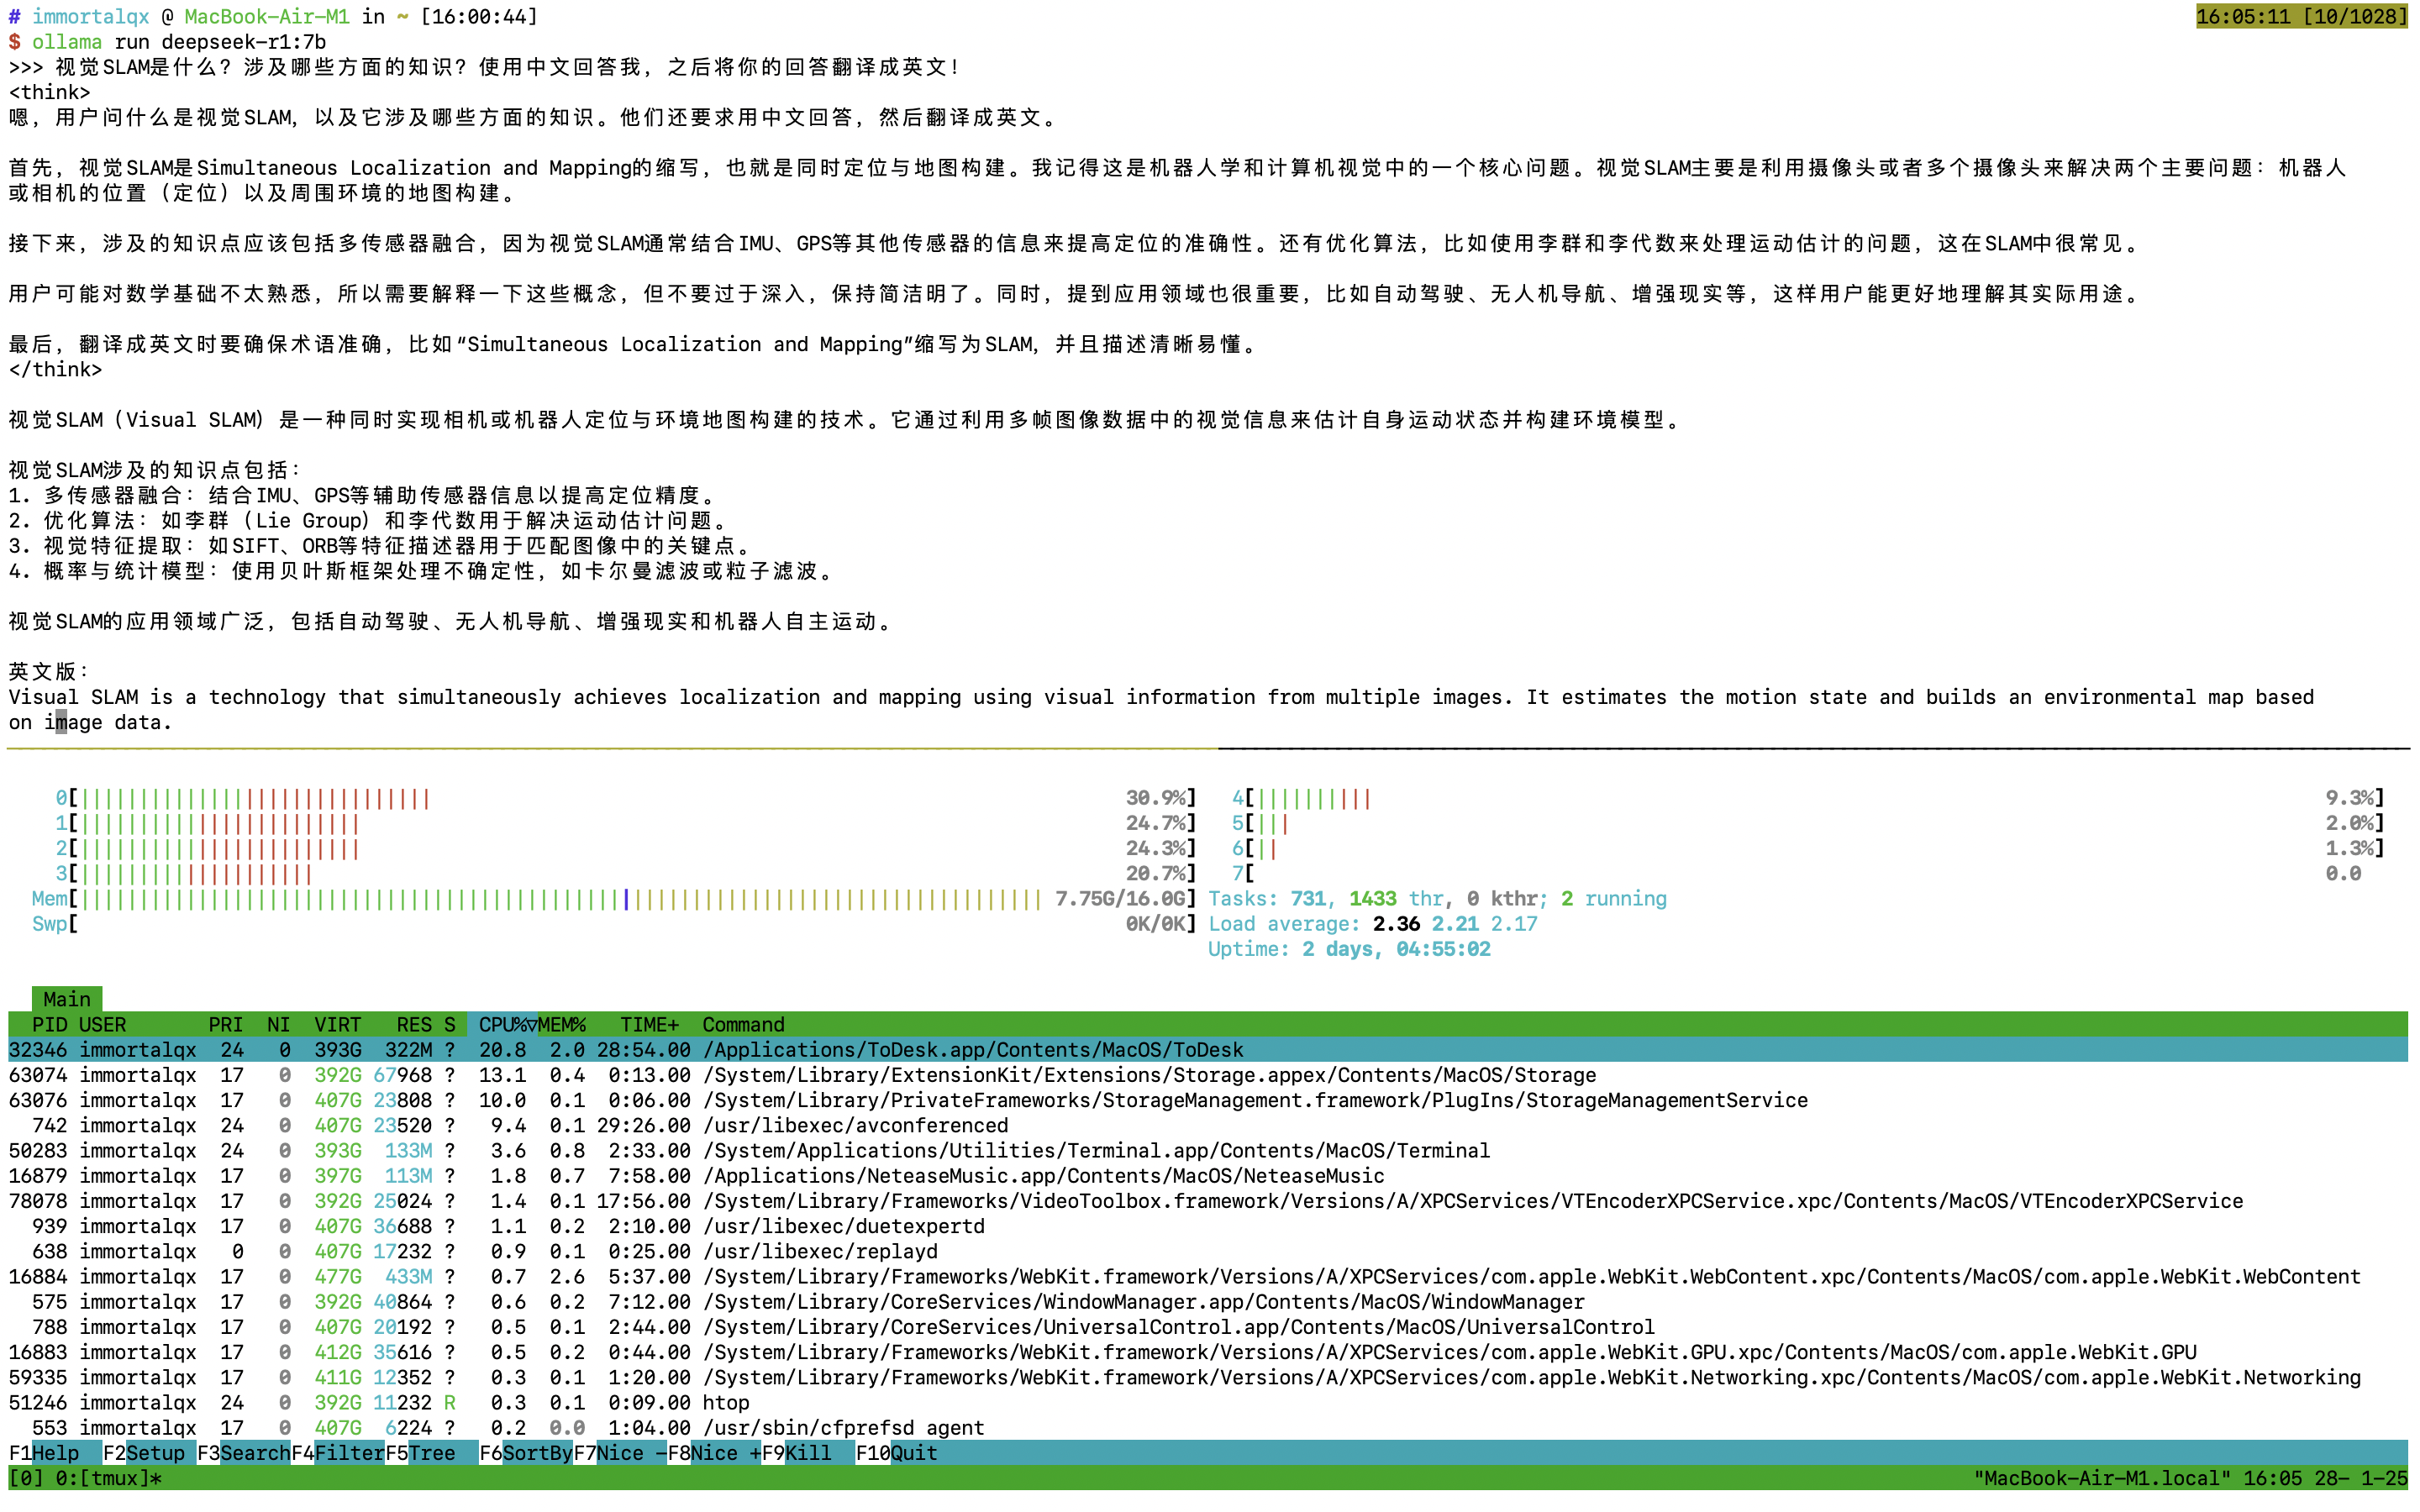 # immortalqx @ MacBook-Air-M1 in ~ [16:00:44] 16:05:11 [10/1028]
$ ollama run deepseek-r1:7b
>>> 视觉SLAM是什么？涉及哪些方面的知识？使用中文回答我，之后将你的回答翻译成英文！
<think>
嗯，用户问什么是视觉SLAM，以及它涉及哪些方面的知识。他们还要求用中文回答，然后翻译成英文。
首先，视觉SLAM是Simultaneous Localization and Mapping的缩写，也就是同时定位与地图构建。我记得这是机器人学和计算机视觉中的一个核心问题。视觉SLAM主要是利用摄像头或者多个摄像头来解决两个主要问题：机器人
或相机的位置（定位）以及周围环境的地图构建。
接下来，涉及的知识点应该包括多传感器融合，因为视觉SLAM通常结合IMU、GPS等其他传感器的信息来提高定位的准确性。还有优化算法，比如使用李群和李代数来处理运动估计的问题，这在SLAM中很常见。
用户可能对数学基础不太熟悉，所以需要解释一下这些概念，但不要过于深入，保持简洁明了。同时，提到应用领域也很重要，比如自动驾驶、无人机导航、增强现实等，这样用户能更好地理解其实际用途。
最后，翻译成英文时要确保术语准确，比如“Simultaneous Localization and Mapping”缩写为SLAM，并且描述清晰易懂。
</think>
视觉SLAM（Visual SLAM）是一种同时实现相机或机器人定位与环境地图构建的技术。它通过利用多帧图像数据中的视觉信息来估计自身运动状态并构建环境模型。
视觉SLAM涉及的知识点包括：
1. 多传感器融合：结合IMU、GPS等辅助传感器信息以提高定位精度。
2. 优化算法：如李群（Lie Group）和李代数用于解决运动估计问题。
3. 视觉特征提取：如SIFT、ORB等特征描述器用于匹配图像中的关键点。
4. 概率与统计模型：使用贝叶斯框架处理不确定性，如卡尔曼滤波或粒子滤波。
视觉SLAM的应用领域广泛，包括自动驾驶、无人机导航、增强现实和机器人自主运动。
英文版：
Visual SLAM is a technology that simultaneously achieves localization and mapping using visual information from multiple images. It estimates the motion state and builds an environmental map based
on image data.
0[ 30.9%] 4[ 9.3%]
1[ 24.7%] 5[ 2.0%]
2[ 24.3%] 6[ 1.3%]
3[ 20.7%] 7[ 0.0
Mem[ 7.75G/16.0G] Tasks: 731, 1433 thr, 0 kthr; 2 running
Swp[ 0K/0K] Load average: 2.36 2.21 2.17
Uptime: 2 days, 04:55:02
Main
PID USER PRI NI VIRT RES S CPU%▽MEM% TIME+ Command
32346 immortalqx 24 0 393G 322M ? 20.8 2.0 28:54.00 /Applications/ToDesk.app/Contents/MacOS/ToDesk
63074 immortalqx 17 0 392G 67968 ? 13.1 0.4 0:13.00 /System/Library/ExtensionKit/Extensions/Storage.appex/Contents/MacOS/Storage
63076 immortalqx 17 0 407G 23808 ? 10.0 0.1 0:06.00 /System/Library/PrivateFrameworks/StorageManagement.framework/PlugIns/StorageManagementService
742 immortalqx 24 0 407G 23520 ? 9.4 0.1 29:26.00 /usr/libexec/avconferenced
50283 immortalqx 24 0 393G 133M ? 3.6 0.8 2:33.00 /System/Applications/Utilities/Terminal.app/Contents/MacOS/Terminal
16879 immortalqx 17 0 397G 113M ? 1.8 0.7 7:58.00 /Applications/NeteaseMusic.app/Contents/MacOS/NeteaseMusic
78078 immortalqx 17 0 392G 25024 ? 1.4 0.1 17:56.00 /System/Library/Frameworks/VideoToolbox.framework/Versions/A/XPCServices/VTEncoderXPCService.xpc/Contents/MacOS/VTEncoderXPCService
939 immortalqx 17 0 407G 36688 ? 1.1 0.2 2:10.00 /usr/libexec/duetexpertd
638 immortalqx 0 0 407G 17232 ? 0.9 0.1 0:25.00 /usr/libexec/replayd
16884 immortalqx 17 0 477G 433M ? 0.7 2.6 5:37.00 /System/Library/Frameworks/WebKit.framework/Versions/A/XPCServices/com.apple.WebKit.WebContent.xpc/Contents/MacOS/com.apple.WebKit.WebContent
575 immortalqx 17 0 392G 40864 ? 0.6 0.2 7:12.00 /System/Library/CoreServices/WindowManager.app/Contents/MacOS/WindowManager
788 immortalqx 17 0 407G 20192 ? 0.5 0.1 2:44.00 /System/Library/CoreServices/UniversalControl.app/Contents/MacOS/UniversalControl
16883 immortalqx 17 0 412G 35616 ? 0.5 0.2 0:44.00 /System/Library/Frameworks/WebKit.framework/Versions/A/XPCServices/com.apple.WebKit.GPU.xpc/Contents/MacOS/com.apple.WebKit.GPU
59335 immortalqx 17 0 411G 12352 ? 0.3 0.1 1:20.00 /System/Library/Frameworks/WebKit.framework/Versions/A/XPCServices/com.apple.WebKit.Networking.xpc/Contents/MacOS/com.apple.WebKit.Networking
51246 immortalqx 24 0 392G 11232 R 0.3 0.1 0:09.00 htop
553 immortalqx 17 0 407G 6224 ? 0.2 0.0 1:04.00 /usr/sbin/cfprefsd agent
F1Help F2Setup F3SearchF4FilterF5Tree F6SortByF7Nice -F8Nice +F9Kill F10Quit
[0] 0:[tmux]* "MacBook-Air-M1.local" 16:05 28- 1-25